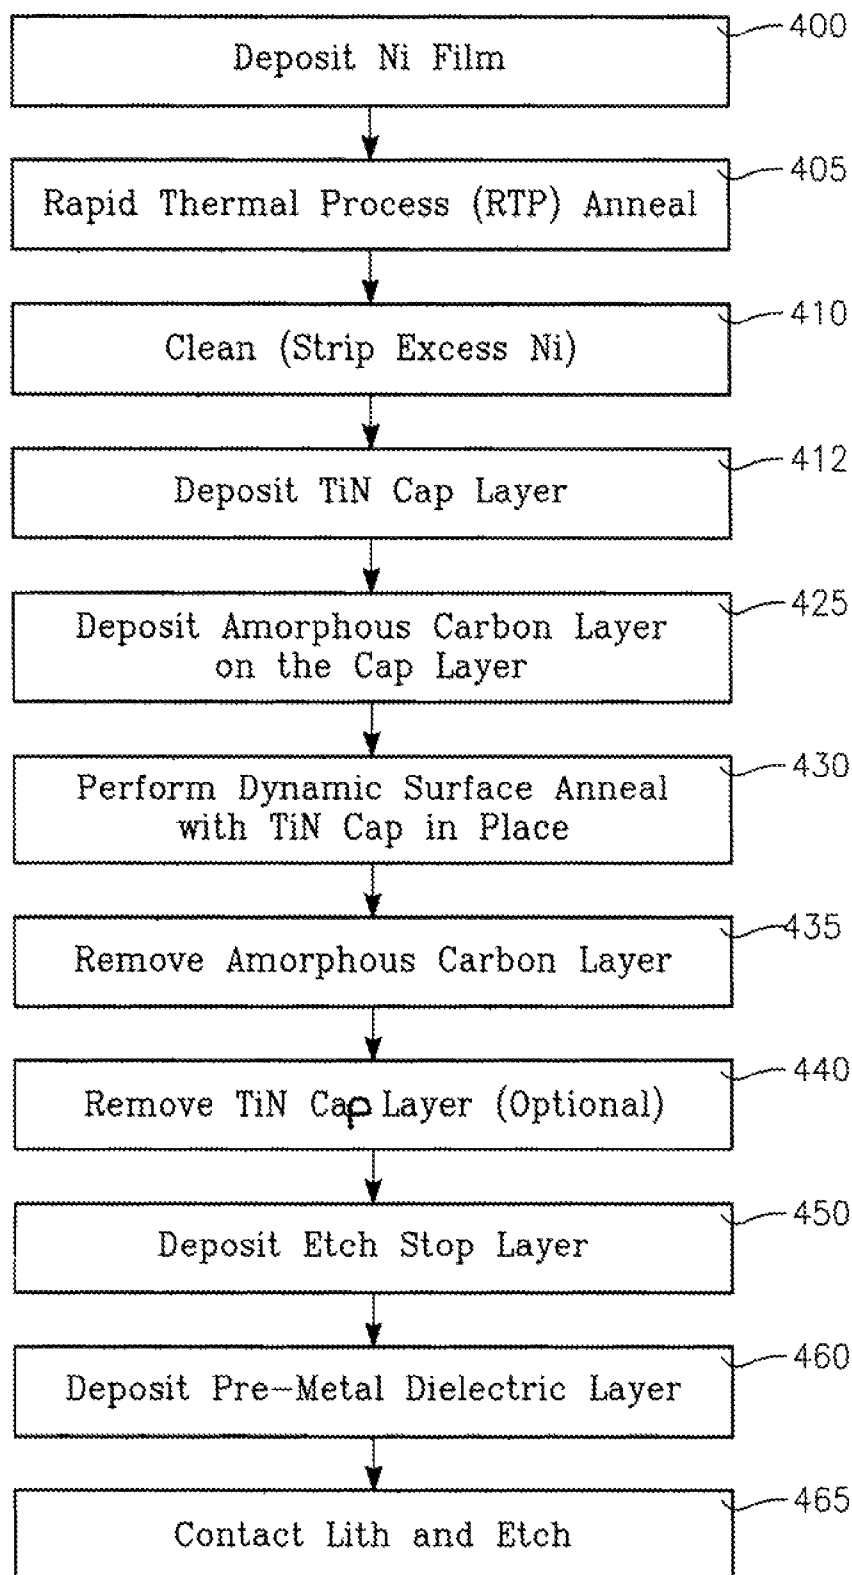 Deposit Ni Film
400
Rapid Thermal Process (RTP) Anneal
405
Clean (Strip Excess Ni)
410
Deposit TiN Cap Layer
412
Deposit Amorphous Carbon Layer
on the Cap Layer
425
Perform Dynamic Surface Anneal
with TiN Cap in Place
430
Remove Amorphous Carbon Layer
435
Remove TiN Cap Layer (Optional)
440
Deposit Etch Stop Layer
450
Deposit Pre-Metal Dielectric Layer
460
Contact Lith and Etch
465